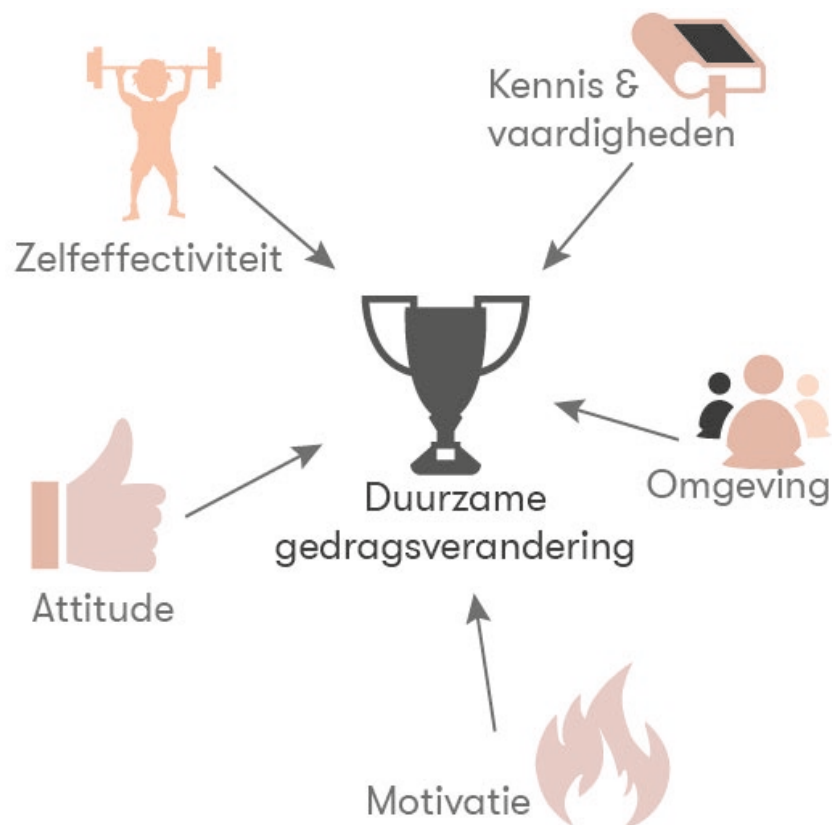 Kennis &
vaardigheden
Zelfeffectiviteit
Omgeving
Duurzame
gedragsverandering
Attitude
Motivatie